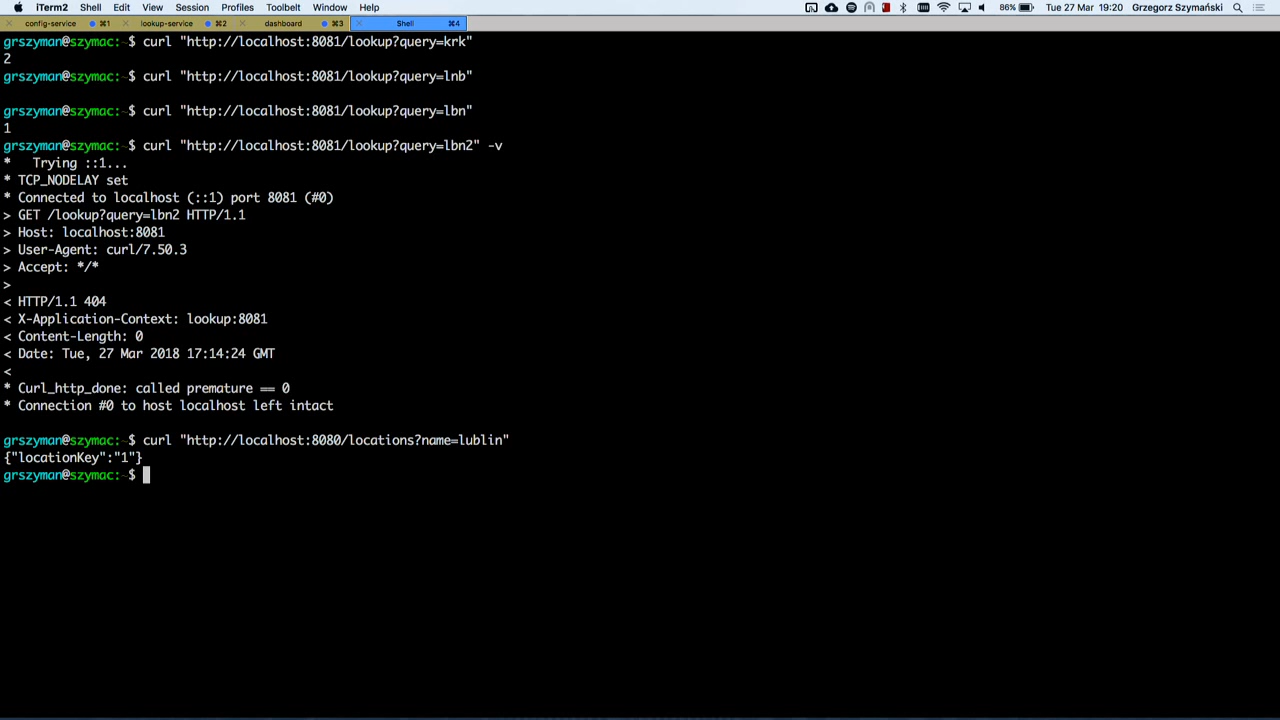 iTerm2 Shell Edit View Session Profiles Toolbelt Window Help 86% Tue 27 Mar 19:20 Grzegorz Szymański
config-service ⌘1 lookup-service ⌘2 dashboard ⌘3 Shell ⌘4
grszyman@szymac:~$ curl "http://localhost:8081/lookup?query=krk"
2
grszyman@szymac:~$ curl "http://localhost:8081/lookup?query=lnb"
grszyman@szymac:~$ curl "http://localhost:8081/lookup?query=lbn"
1
grszyman@szymac:~$ curl "http://localhost:8081/lookup?query=lbn2" -v
*   Trying ::1...
* TCP_NODELAY set
* Connected to localhost (::1) port 8081 (#0)
> GET /lookup?query=lbn2 HTTP/1.1
> Host: localhost:8081
> User-Agent: curl/7.50.3
> Accept: */*
>
< HTTP/1.1 404
< X-Application-Context: lookup:8081
< Content-Length: 0
< Date: Tue, 27 Mar 2018 17:14:24 GMT
<
* Curl_http_done: called premature == 0
* Connection #0 to host localhost left intact
grszyman@szymac:~$ curl "http://localhost:8080/locations?name=lublin"
{"locationKey":"1"}
grszyman@szymac:~$